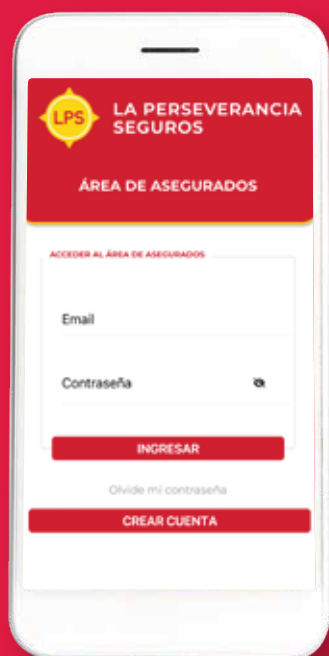 LPS
LA PERSEVERANCIA
SEGUROS
ÁREA DE ASEGURADOS
ACCEDER AL ÁREA DE ASEGURADOS
Email
Contraseña
INGRESAR
Olvide mi contraseña
CREAR CUENTA